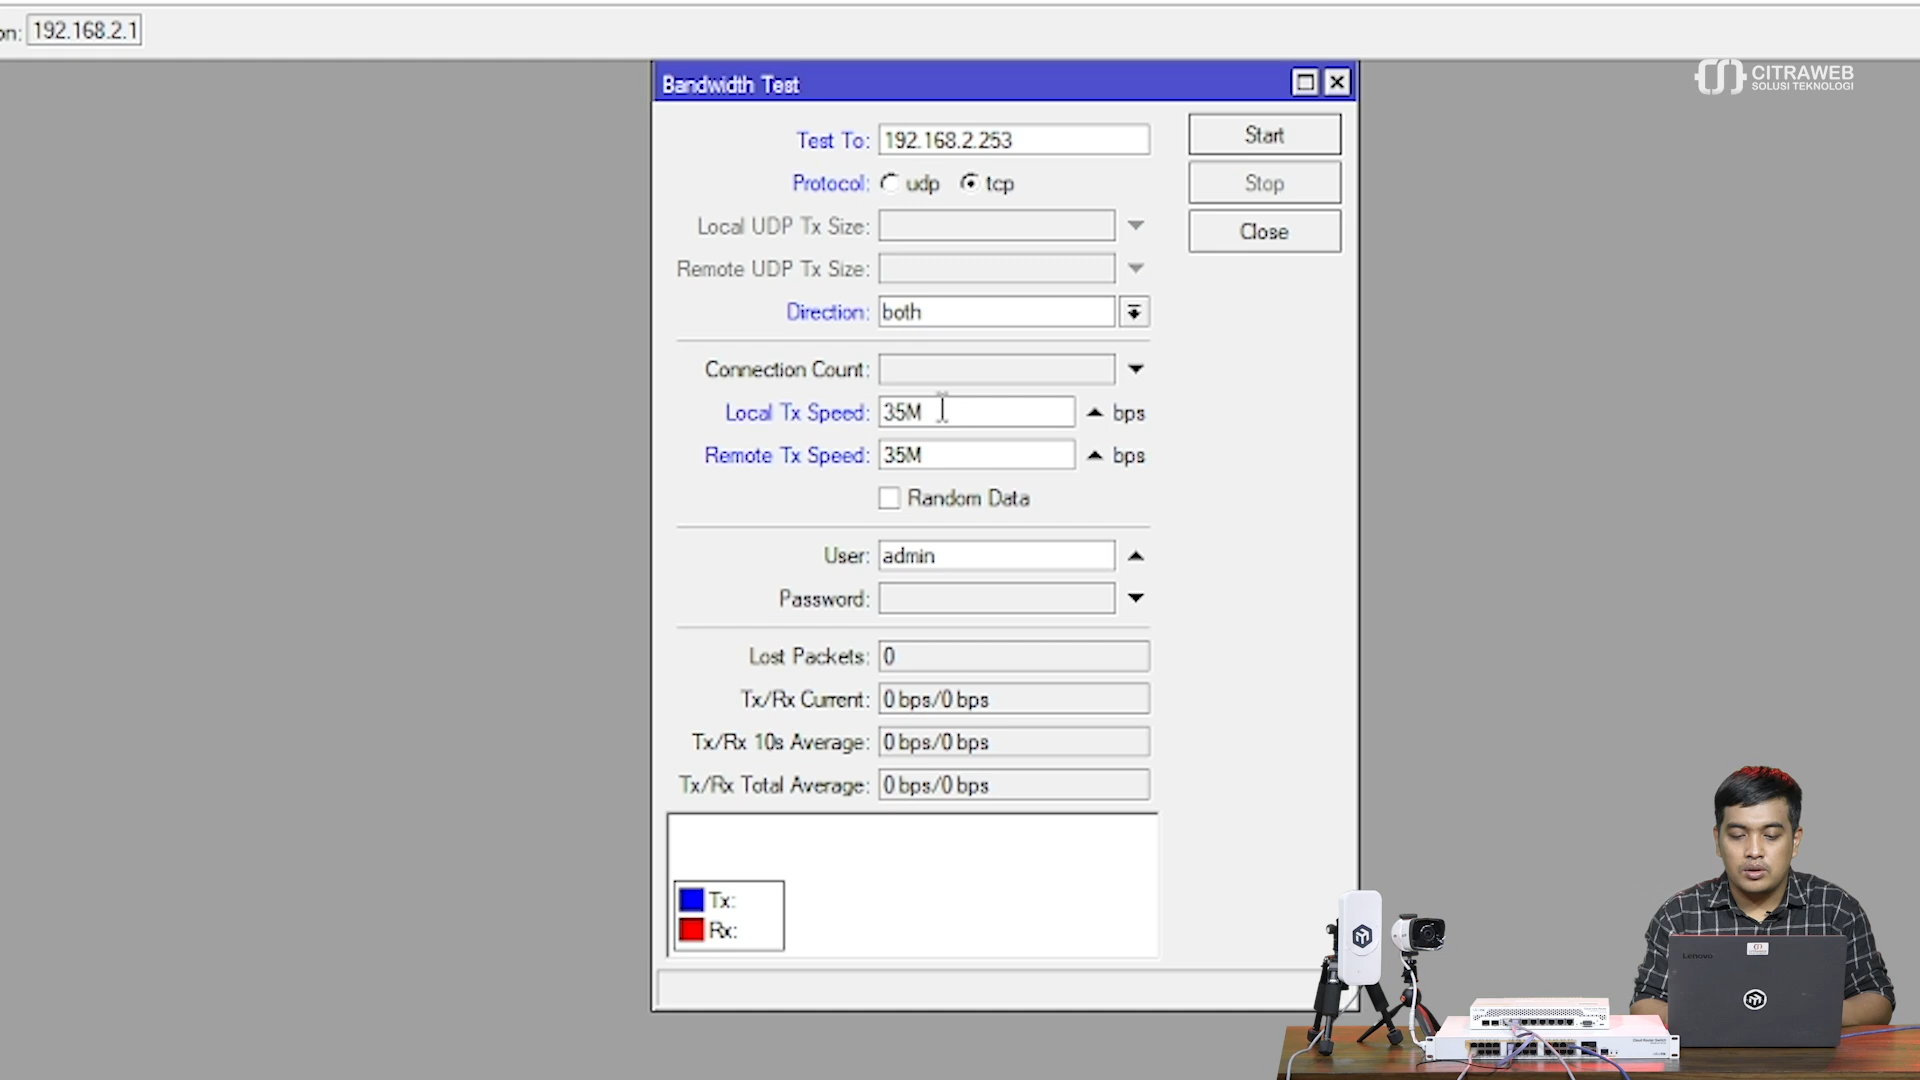 on: 192.168.2.1
CITRAWEB
SOLUSI TEKNOLOGI
Bandwidth Test
Test To: 192.168.2.253
Start
Protocol: udp tcp
Stop
Local UDP Tx Size:
Close
Remote UDP Tx Size:
Direction: both
Connection Count:
Local Tx Speed: 35M bps
Remote Tx Speed: 35M bps
Random Data
User: admin
Password:
Lost Packets: 0
Tx/Rx Current: 0 bps/0 bps
Tx/Rx 10s Average: 0 bps/0 bps
Tx/Rx Total Average: 0 bps/0 bps
Tx:
Rx:
Lenovo